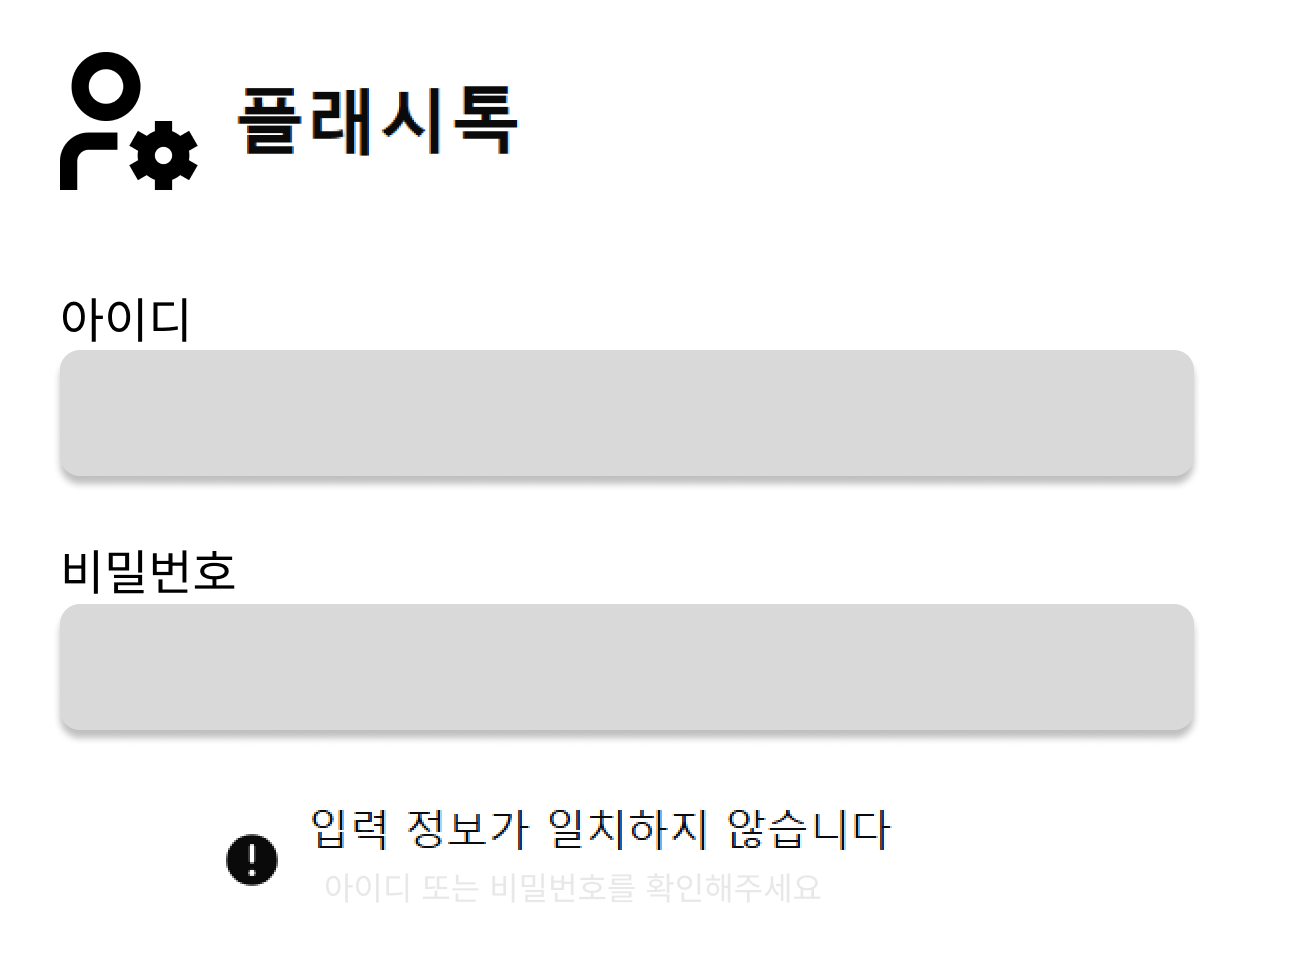 플래시톡
아이디
비밀번호
입력 정보가 일치하지 않습니다
아이디 또는 비밀번호를 확인해주세요